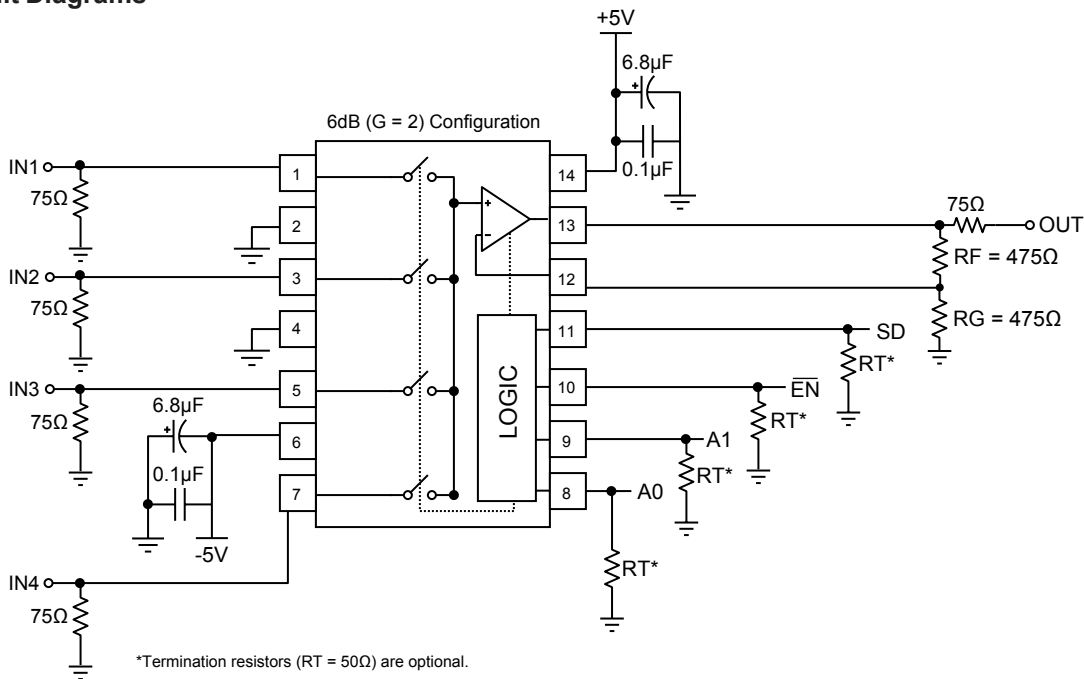 +5V
6.8µF
+
0.1µF
6dB (G = 2) Configuration
IN1
75Ω
IN2
75Ω
IN3
75Ω
6.8µF
+
0.1µF
-5V
IN4
75Ω
1
2
3
4
5
6
7
+
-
LOGIC
14
13
12
11
10
9
8
75Ω
OUT
RF = 475Ω
RG = 475Ω
SD
RT*
EN
RT*
A1
RT*
A0
RT*
*Termination resistors (RT = 50Ω) are optional.